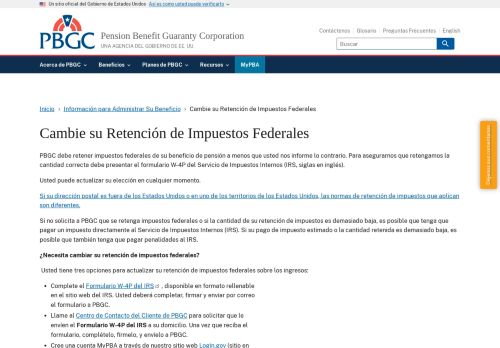 Un sitio oficial del Gobierno de Estados Unidos Así es como usted puede verificarlo
PBGC
Pension Benefit Guaranty Corporation
UNA AGENCIA DEL GOBIERNO DE EE. UU
Contáctenos Glosario Preguntas Frecuentes English
Buscar
Acerca de PBGC Beneficios Planes de PBGC Recursos MyPBA
Inicio Información para Administrar Su Beneficio Cambie su Retención de Impuestos Federales
Cambie su Retención de Impuestos Federales
PBGC debe retener impuestos federales de su beneficio de pensión a menos que usted nos informe lo contrario. Para asegurarnos que retengamos la
cantidad correcta debe presentar el formulario W-4P del Servicio de Impuestos Internos (IRS, siglas en inglés).
Usted puede actualizar su elección en cualquier momento.
Si su dirección postal es fuera de los Estados Unidos o en uno de los territorios de los Estados Unidos, las normas de retención de impuestos que aplican
son diferentes.
Si no solicita a PBGC que se retenga impuestos federales o si la cantidad de su retención de impuestos es demasiado baja, es posible que tenga que
pagar un impuesto directamente al Servicio de Impuestos Internos (IRS). Si su pago de impuesto estimado o la cantidad retenida es demasiado baja, es
posible que también tenga que pagar penalidades al IRS.
¿Necesita cambiar su retención de impuestos federales?
Usted tiene tres opciones para actualizar su retención de impuestos federales sobre los ingresos:
• Complete el Formulario W-4P del IRS , disponible en formato rellenable
en el sitio web del IRS. Usted deberá completar, firmar y enviar por
correo el formulario a PBGC.
• Llame al Centro de Contacto del Cliente de PBGC para solicitar que le
envíen el Formulario W-4P del IRS a su domicilio. Una vez que reciba el
formulario, complételo, fírmelo, y envíelo a PBGC.
• Cree una cuenta MyPBA a través de nuestro sitio web Login.gov (sitio en